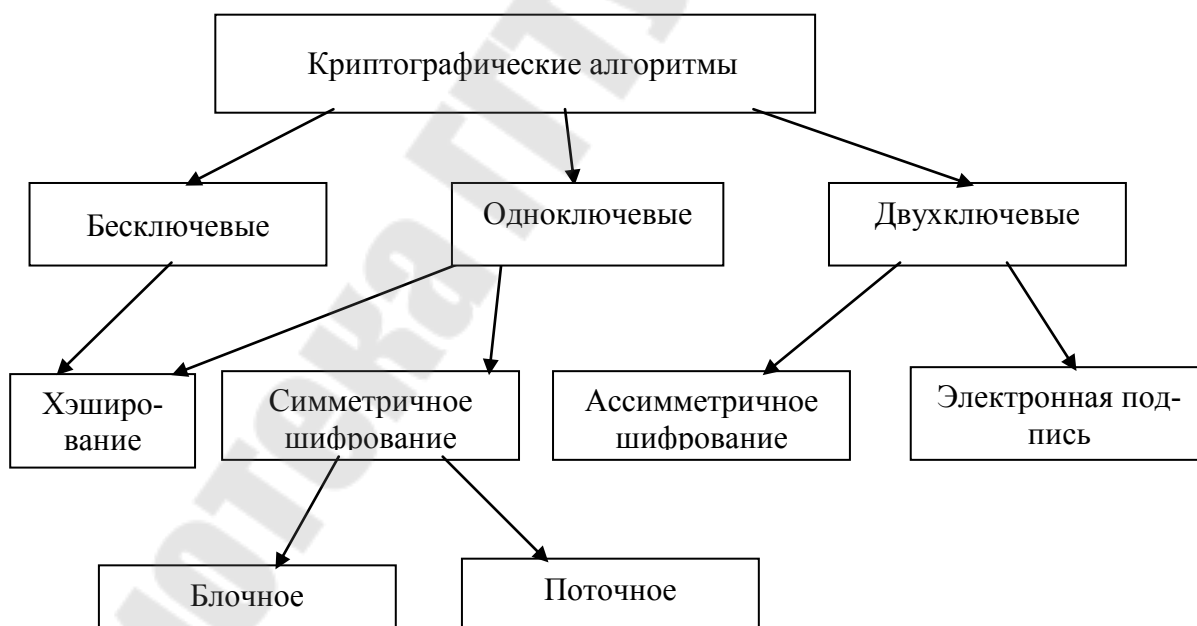 Криптографические алгоритмы
Бесключевые
Одноключевые
Двухключевые
Хэширо-
вание
Симметричное
шифрование
Ассимметричное
шифрование
Электронная под-
пись
Блочное
Поточное